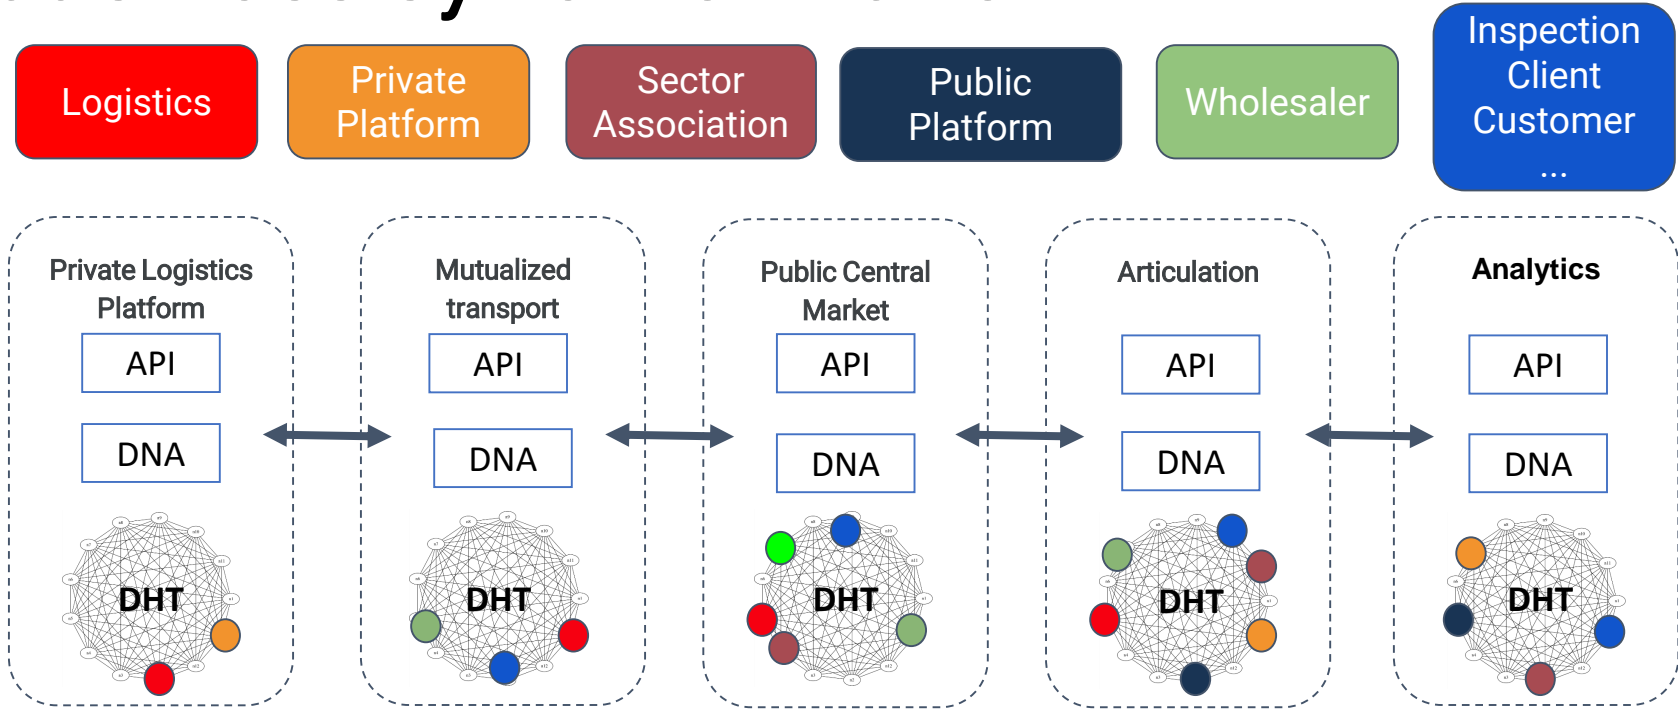 Logistics
Private
Platform
Sector
Association
Public
Platform
Wholesaler
Inspection
Client
Customer
...
Private Logistics
Platform
API
DNA
DHT
Mutualized
transport
API
DNA
DHT
Public Central
Market
API
DNA
DHT
Articulation
API
DNA
DHT
Analytics
API
DNA
DHT